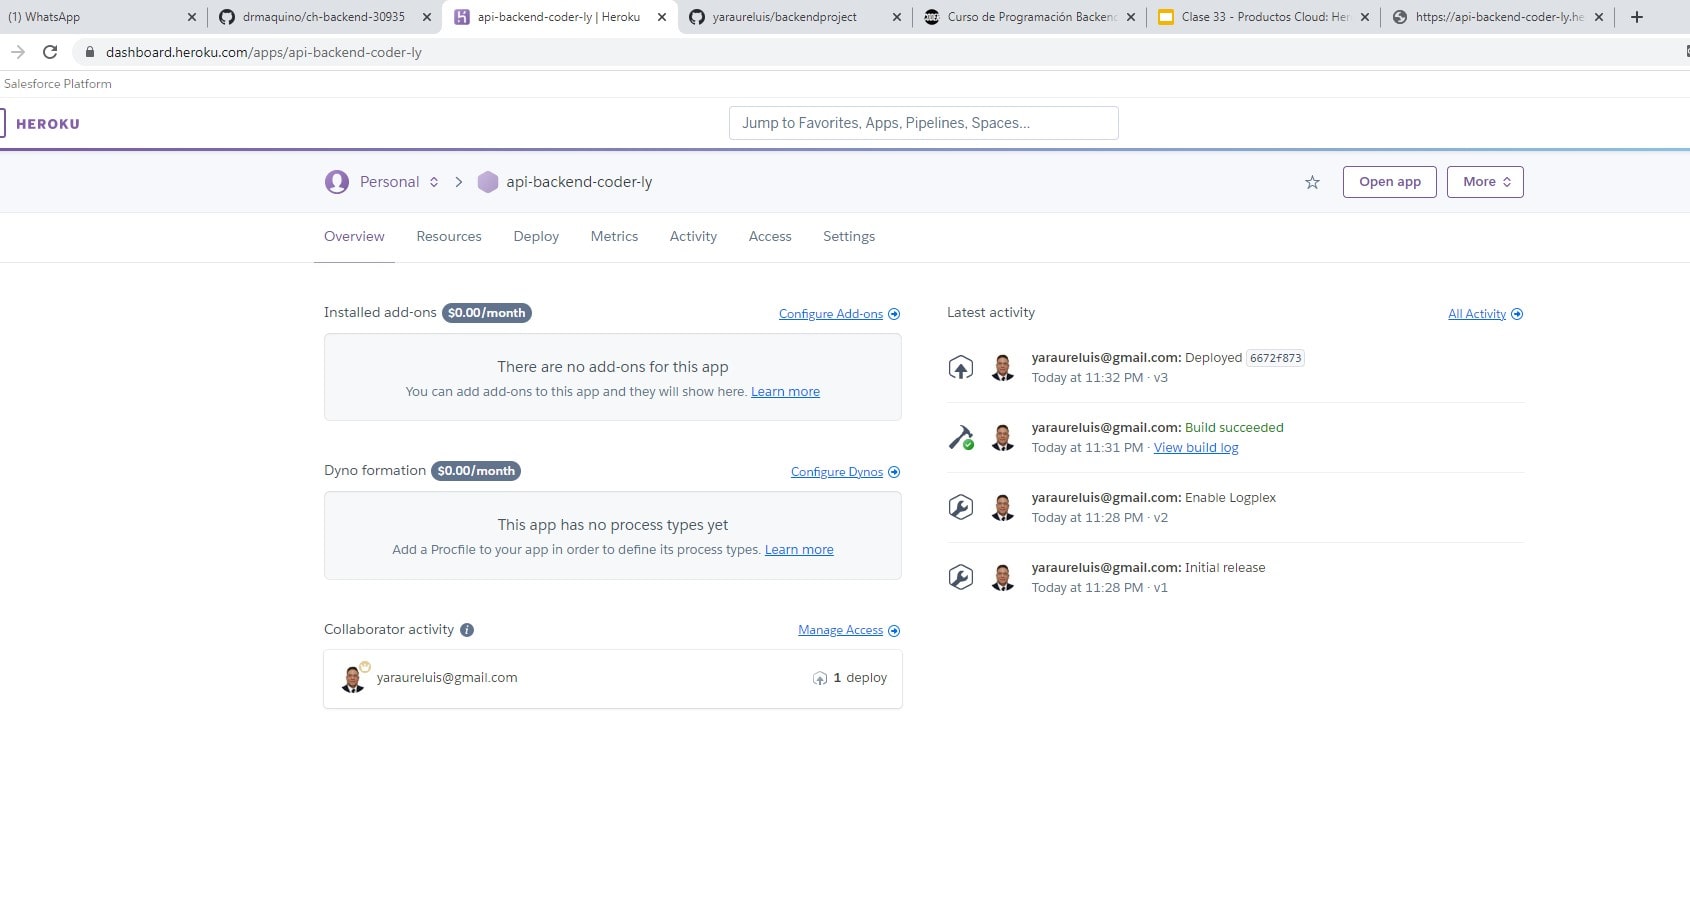 (1) WhatsApp
drmaquino/ch-backend-30935
api-backend-coder-ly | Heroku
yaraureluis/backendproject
Curso de Programación Backend
Clase 33 - Productos Cloud: Her
https://api-backend-coder-ly.he
dashboard.heroku.com/apps/api-backend-coder-ly
Salesforce Platform
HEROKU
Jump to Favorites, Apps, Pipelines, Spaces...
Personal > api-backend-coder-ly
Open app
More
Overview Resources Deploy Metrics Activity Access Settings
Installed add-ons $0.00/month
Configure Add-ons
There are no add-ons for this app
You can add add-ons to this app and they will show here. Learn more
Dyno formation $0.00/month
Configure Dynos
This app has no process types yet
Add a Procfile to your app in order to define its process types. Learn more
Collaborator activity
Manage Access
yaraureluis@gmail.com
1 deploy
Latest activity
All Activity
yaraureluis@gmail.com: Deployed 6672f873
Today at 11:32 PM · v3
yaraureluis@gmail.com: Build succeeded
Today at 11:31 PM · View build log
yaraureluis@gmail.com: Enable Logplex
Today at 11:28 PM · v2
yaraureluis@gmail.com: Initial release
Today at 11:28 PM · v1